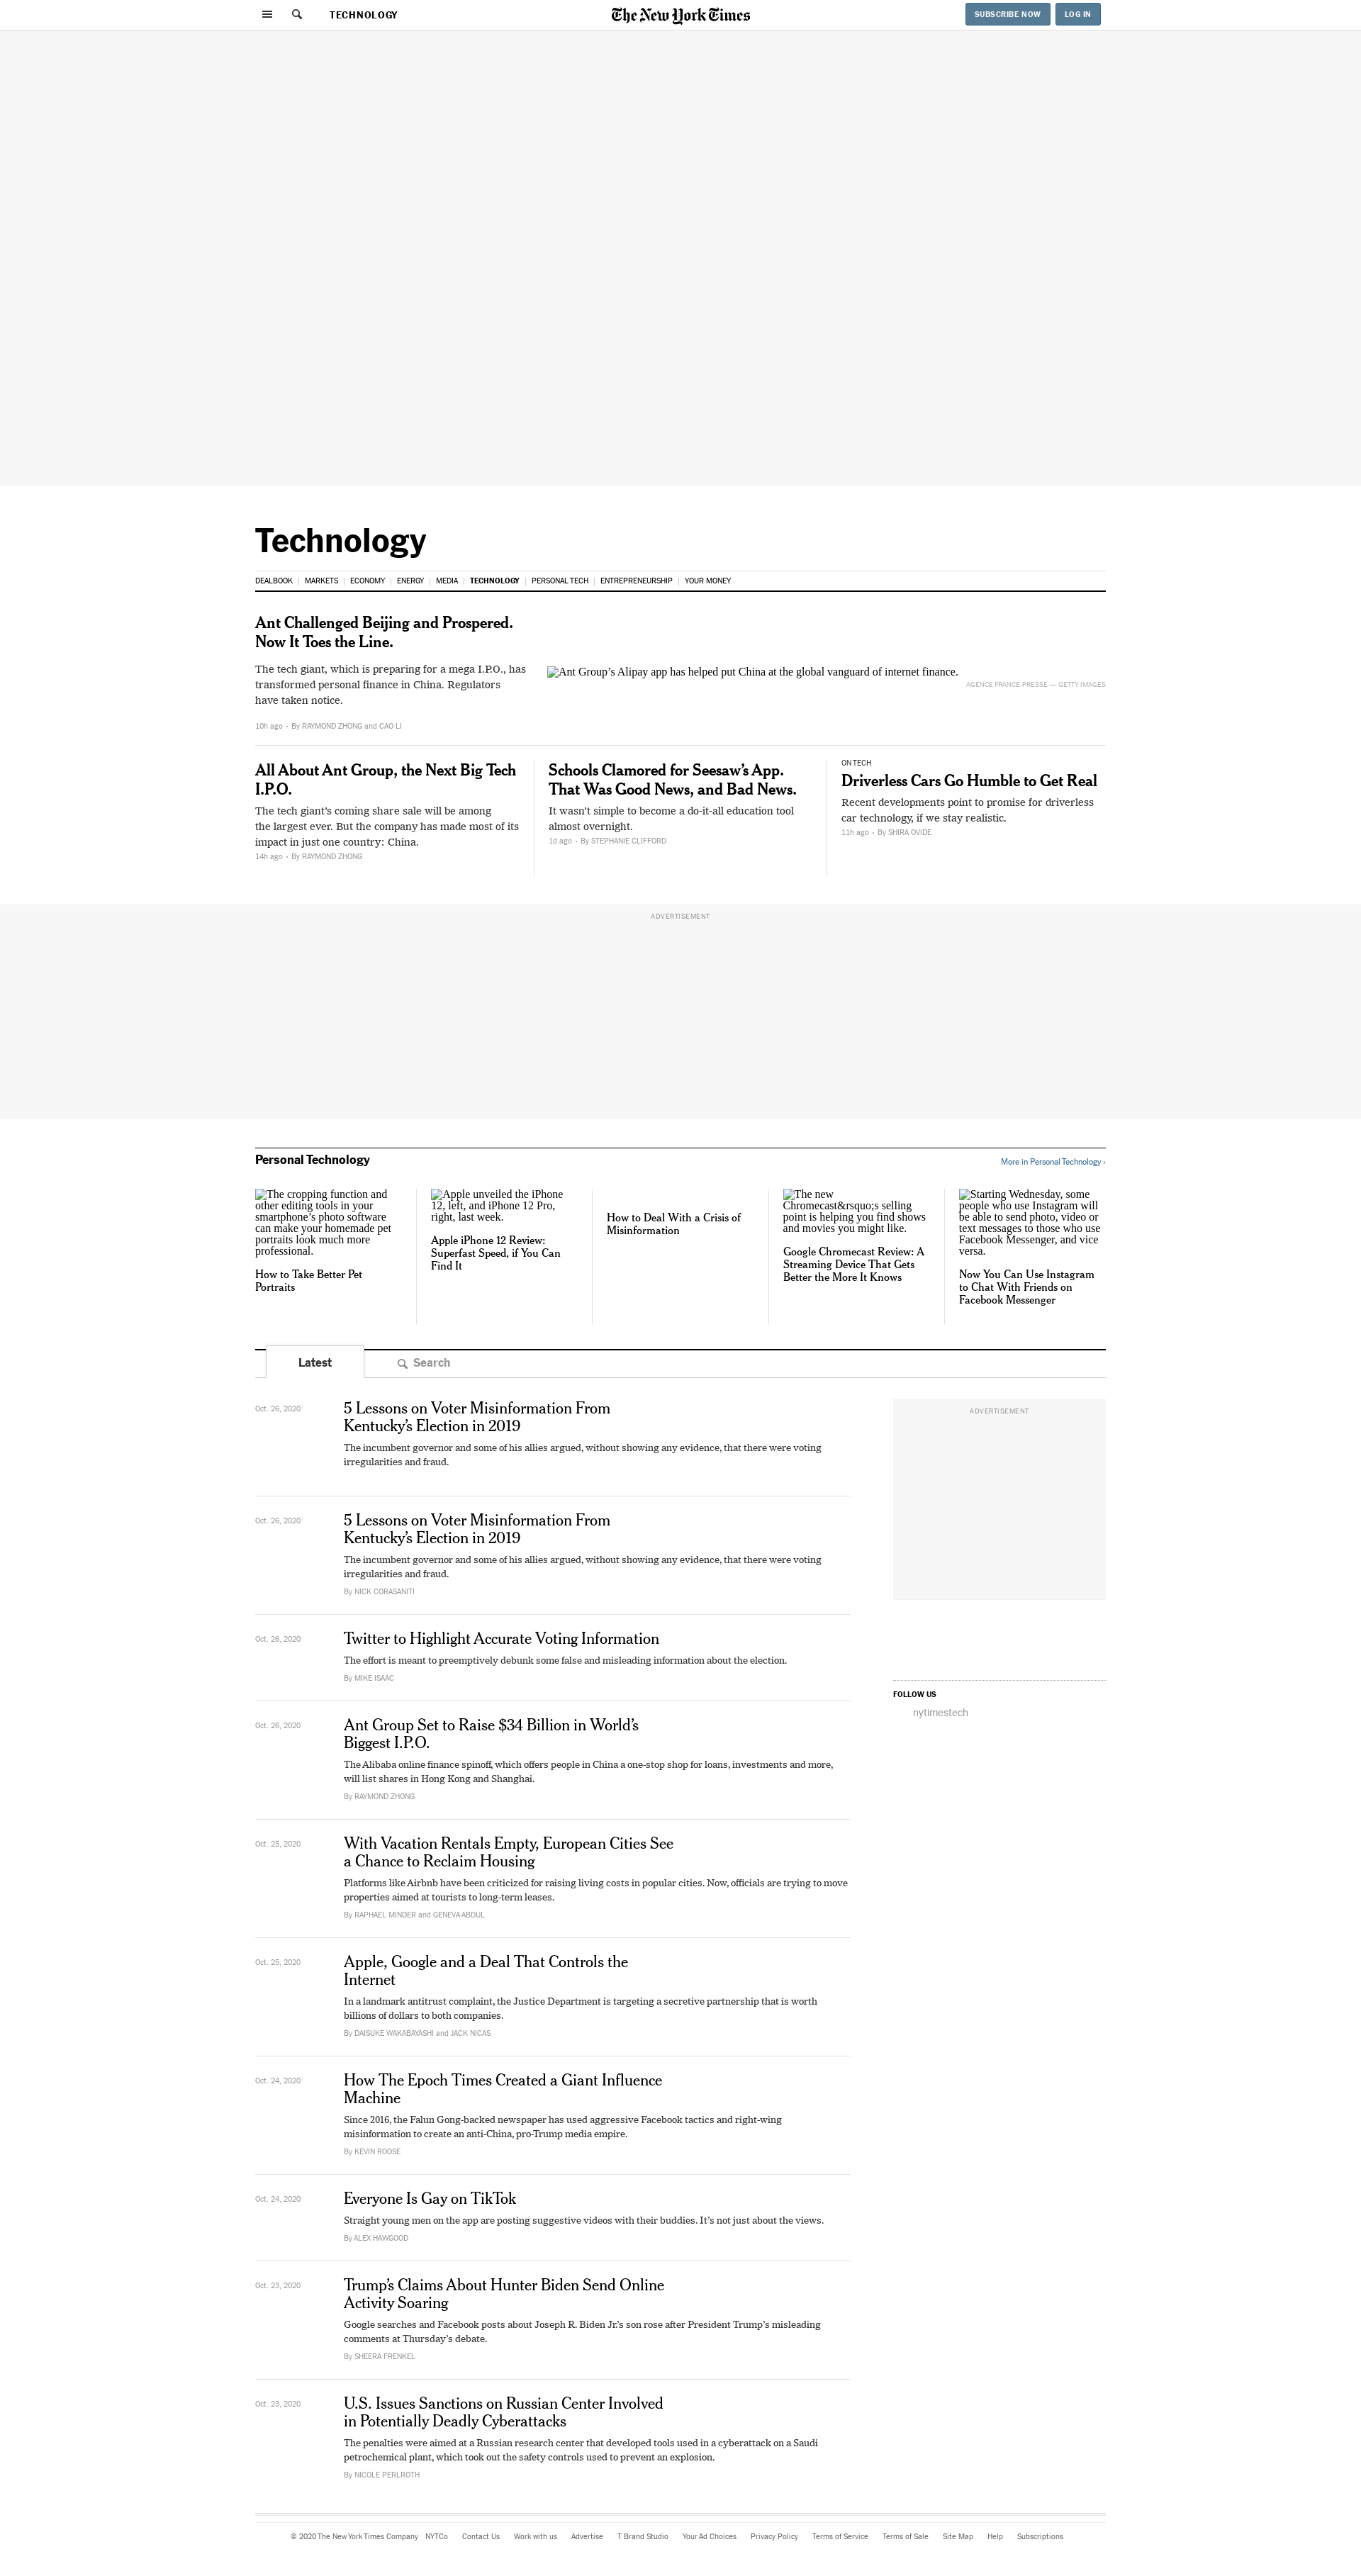 TECHNOLOGY
The New York Times
SUBSCRIBE NOW
LOG IN
Technology
DEALBOOK
MARKETS
ECONOMY
ENERGY
MEDIA
TECHNOLOGY
PERSONAL TECH
ENTREPRENEURSHIP
YOUR MONEY
Ant Challenged Beijing and Prospered.
Now It Toes the Line.
The tech giant, which is preparing for a mega I.P.O., has
transformed personal finance in China. Regulators
have taken notice.
10h ago • By RAYMOND ZHONG and CAO LI
Ant Group’s Alipay app has helped put China at the global vanguard of internet finance.
AGENCE FRANCE-PRESSE — GETTY IMAGES
All About Ant Group, the Next Big Tech
I.P.O.
The tech giant’s coming share sale will be among
the largest ever. But the company has made most of its
impact in just one country: China.
14h ago • By RAYMOND ZHONG
Schools Clamored for Seesaw’s App.
That Was Good News, and Bad News.
It wasn’t simple to become a do-it-all education tool
almost overnight.
1d ago • By STEPHANIE CLIFFORD
ON TECH
Driverless Cars Go Humble to Get Real
Recent developments point to promise for driverless
car technology, if we stay realistic.
11h ago • By SHIRA OVIDE
ADVERTISEMENT
Personal Technology
More in Personal Technology ›
The cropping function and
other editing tools in your
smartphone’s photo software
can make your homemade pet
portraits look much more
professional.
How to Take Better Pet
Portraits
Apple unveiled the iPhone
12, left, and iPhone 12 Pro,
right, last week.
Apple iPhone 12 Review:
Superfast Speed, if You Can
Find It
How to Deal With a Crisis of
Misinformation
The new
Chromecast&rsquo;s selling
point is helping you find shows
and movies you might like.
Google Chromecast Review: A
Streaming Device That Gets
Better the More It Knows
Starting Wednesday, some
people who use Instagram will
be able to send photo, video or
text messages to those who use
Facebook Messenger, and vice
versa.
Now You Can Use Instagram
to Chat With Friends on
Facebook Messenger
Latest
Search
Oct. 26, 2020
5 Lessons on Voter Misinformation From
Kentucky’s Election in 2019
The incumbent governor and some of his allies argued, without showing any evidence, that there were voting
irregularities and fraud.
Oct. 26, 2020
5 Lessons on Voter Misinformation From
Kentucky’s Election in 2019
The incumbent governor and some of his allies argued, without showing any evidence, that there were voting
irregularities and fraud.
By NICK CORASANITI
Oct. 26, 2020
Twitter to Highlight Accurate Voting Information
The effort is meant to preemptively debunk some false and misleading information about the election.
By MIKE ISAAC
Oct. 26, 2020
Ant Group Set to Raise $34 Billion in World’s
Biggest I.P.O.
The Alibaba online finance spinoff, which offers people in China a one-stop shop for loans, investments and more,
will list shares in Hong Kong and Shanghai.
By RAYMOND ZHONG
Oct. 25, 2020
With Vacation Rentals Empty, European Cities See
a Chance to Reclaim Housing
Platforms like Airbnb have been criticized for raising living costs in popular cities. Now, officials are trying to move
properties aimed at tourists to long-term leases.
By RAPHAEL MINDER and GENEVA ABDUL
Oct. 25, 2020
Apple, Google and a Deal That Controls the
Internet
In a landmark antitrust complaint, the Justice Department is targeting a secretive partnership that is worth
billions of dollars to both companies.
By DAISUKE WAKABAYASHI and JACK NICAS
Oct. 24, 2020
How The Epoch Times Created a Giant Influence
Machine
Since 2016, the Falun Gong-backed newspaper has used aggressive Facebook tactics and right-wing
misinformation to create an anti-China, pro-Trump media empire.
By KEVIN ROOSE
Oct. 24, 2020
Everyone Is Gay on TikTok
Straight young men on the app are posting suggestive videos with their buddies. It’s not just about the views.
By ALEX HAWGOOD
Oct. 23, 2020
Trump’s Claims About Hunter Biden Send Online
Activity Soaring
Google searches and Facebook posts about Joseph R. Biden Jr.’s son rose after President Trump’s misleading
comments at Thursday’s debate.
By SHEERA FRENKEL
Oct. 23, 2020
U.S. Issues Sanctions on Russian Center Involved
in Potentially Deadly Cyberattacks
The penalties were aimed at a Russian research center that developed tools used in a cyberattack on a Saudi
petrochemical plant, which took out the safety controls used to prevent an explosion.
By NICOLE PERLROTH
ADVERTISEMENT
FOLLOW US
nytimestech
© 2020 The New York Times Company NYTCo Contact Us Work with us Advertise T Brand Studio Your Ad Choices Privacy Policy Terms of Service Terms of Sale Site Map Help Subscriptions